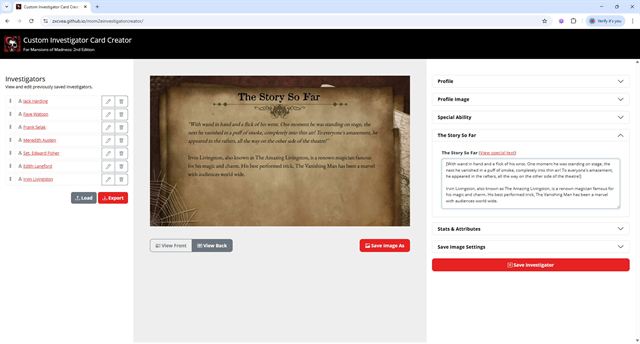 Custom Investigator Card Creator
zxcvea.github.io/mom2einvestigatorcreator/
Verify it's you
Custom Investigator Card Creator
For Mansions of Madness: 2nd Edition
Investigators
View and edit previously saved investigators.
Jack Harding
Faye Watson
Frank Setak
Meredith Austen
Sgt. Edward Fisher
Edith Langford
Irvin Livingston
Load
Export
The Story So Far
"With wand in hand and a flick of his wrist. One moment he was standing on stage, the
next he vanished in a puff of smoke, completely into thin air! To everyone's amazement,
he appeared in the rafters, all the way on the other side of the theatre!"
Irvin Livingston, also known as The Amazing Livingston, is a renown magician famous
for his magic and charm. His best performed trick, The Vanishing Man has been a marvel
with audiences world wide.
View Front
View Back
Save Image As
Profile
Profile Image
Special Ability
The Story So Far
The Story So Far (View special text)
[With wand in hand and a flick of his wrist. One moment he was standing on stage, the
next he vanished in a puff of smoke, completely into thin air! To everyone's amazement,
he appeared in the rafters, all the way on the other side of the theatre!]
Irvin Livingston, also known as The Amazing Livingston, is a renown magician famous for
his magic and charm. His best performed trick, The Vanishing Man has been a marvel
with audiences world wide.
Stats & Attributes
Save Image Settings
Save Investigator